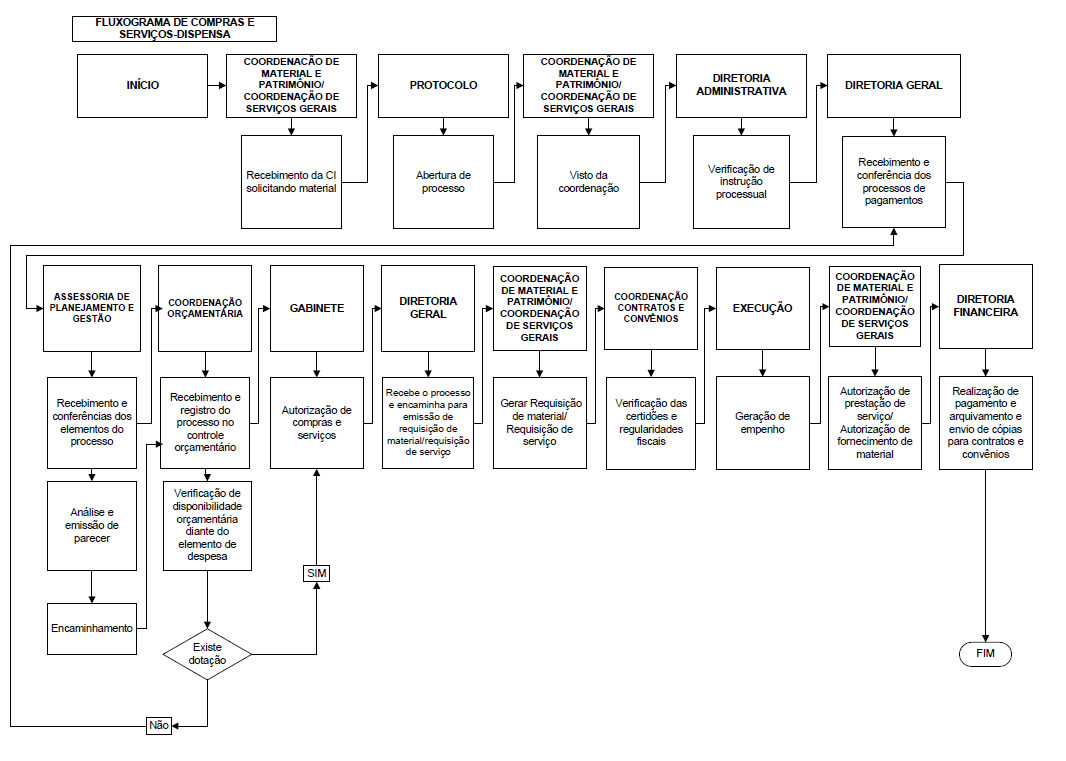 FLUXOGRAMA DE COMPRAS E
SERVIÇOS-DISPENSA
INÍCIO
COORDENACÃO DE
MATERIAL E
PATRIMÔNIO/
COORDENAÇÃO DE
SERVIÇOS GERAIS
PROTOCOLO
COORDENAÇÃO DE
MATERIAL E
PATRIMÔNIO/
COORDENAÇÃO DE
SERVIÇOS GERAIS
DIRETORIA
ADMINISTRATIVA
DIRETORIA GERAL
Recebimento da CI
solicitando material
Abertura de
processo
Visto da
coordenação
Verificação de
instrução
processual
Recebimento e
conferência dos
processos de
pagamentos
ASSESSORIA DE
PLANEJAMENTO E
GESTÃO
COORDENAÇÃO
ORÇAMENTÁRIA
GABINETE
DIRETORIA
GERAL
COORDENAÇÃO
DE MATERIAL E
PATRIMÔNIO/
COORDENAÇÃO
DE SERVIÇOS
GERAIS
COORDENAÇÃO
CONTRATOS E
CONVÊNIOS
EXECUÇÃO
COORDENAÇÃO
DE MATERIAL E
PATRIMÔNIO/
COORDENAÇÃO
DE SERVIÇOS
GERAIS
DIRETORIA
FINANCEIRA
Recebimento e
conferências dos
elementos do
processo
Recebimento e
registro do
processo no
controle
orçamentário
Autorização de
compras e
serviços
Recebe o processo
e encaminha para
emissão de
requisição de
material/requisição
de serviço
Gerar Requisição
de material/
Requisição de
serviço
Verificação das
certidões e
regularidades
fiscais
Geração de
empenho
Autorização de
prestação de
serviço/
Autorização de
fornecimento de
material
Realização de
pagamento e
arquivamento e
envio de cópias
para contratos e
convênios
Análise e
emissão de
parecer
Verificação de
disponibilidade
orçamentária
diante do
elemento de
despesa
SIM
Encaminhamento
Existe
dotação
FIM
Não